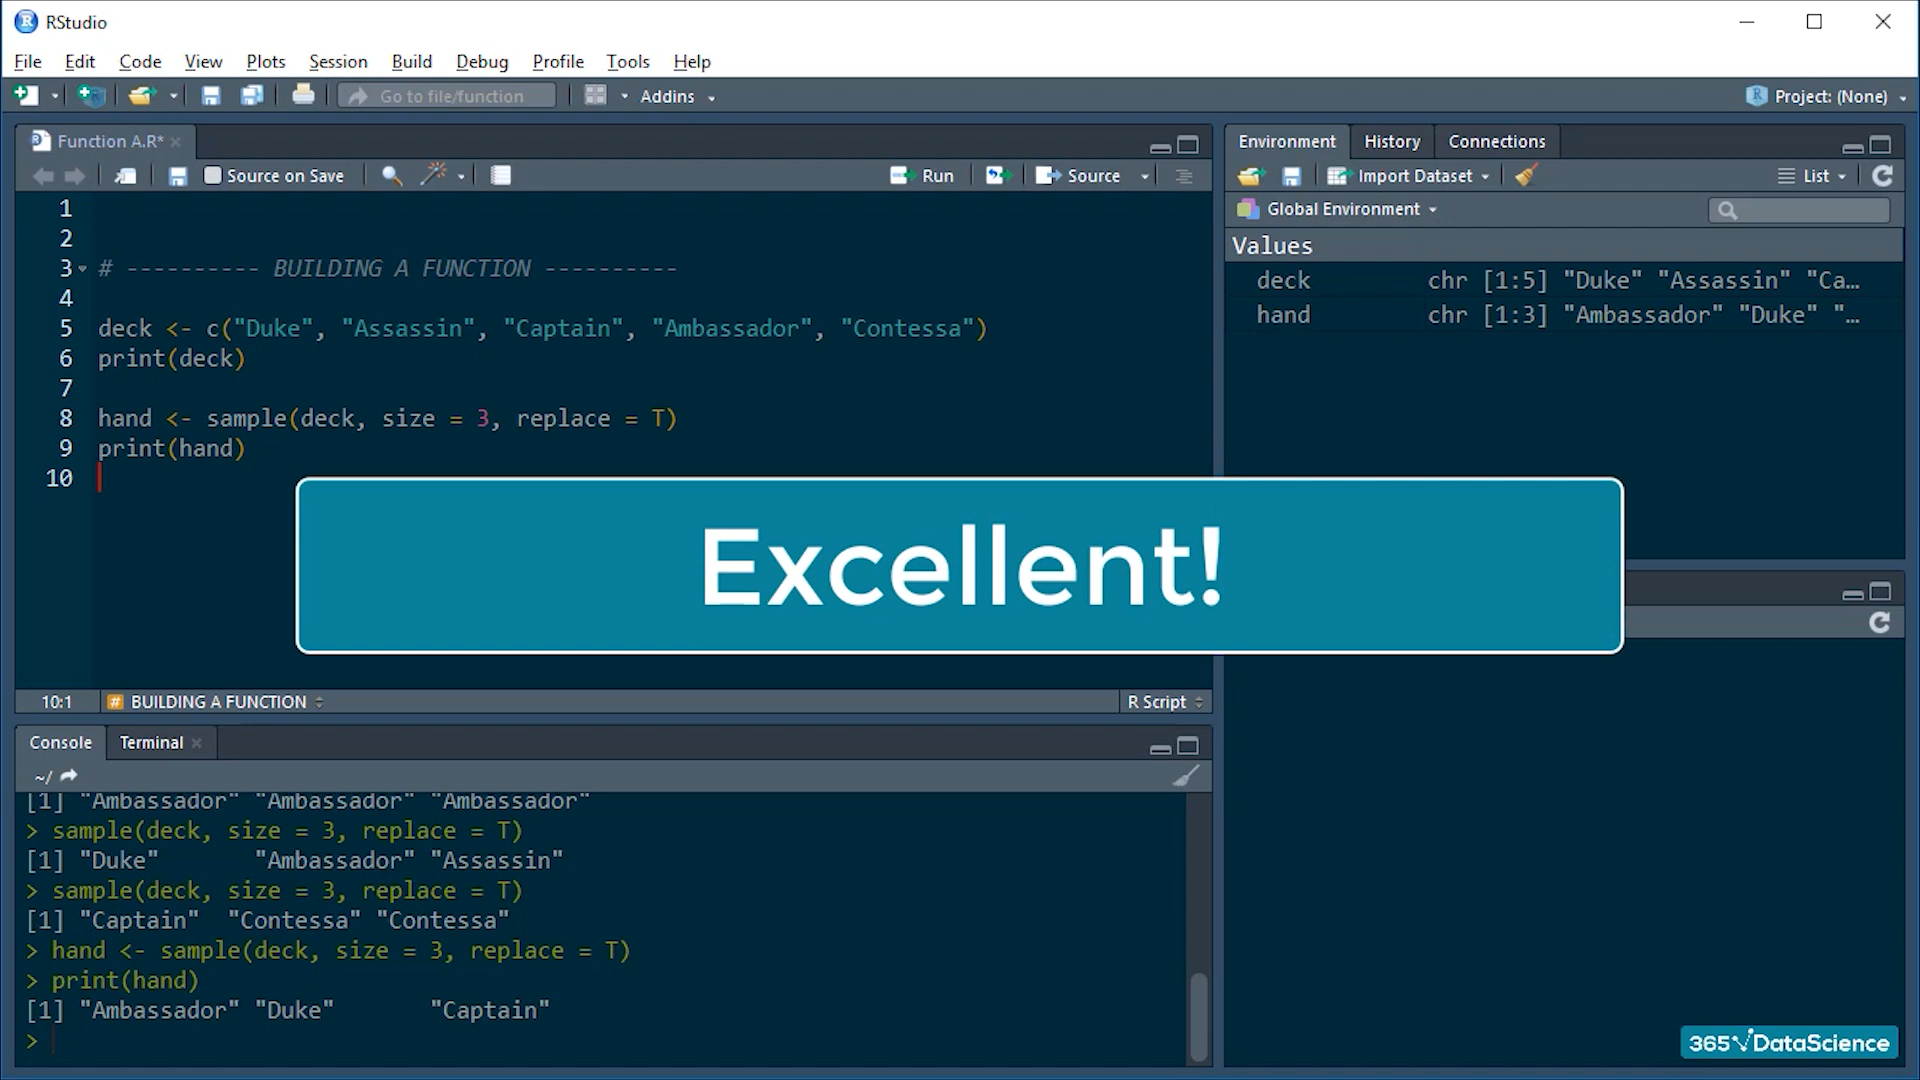 RStudio
File Edit Code View Plots Session Build Debug Profile Tools Help
Go to file/function Addins Project: (None)
Function A.R*
Source on Save Run Source
1
2
3 # ---------- BUILDING A FUNCTION ----------
4
5 deck <- c("Duke", "Assassin", "Captain", "Ambassador", "Contessa")
6 print(deck)
7
8 hand <- sample(deck, size = 3, replace = T)
9 print(hand)
10
10:1 # BUILDING A FUNCTION R Script
Environment History Connections
Import Dataset List
Global Environment
Values
deck chr [1:5] "Duke" "Assassin" "Ca…
hand chr [1:3] "Ambassador" "Duke" "…
Excellent!
Console Terminal
~/
[1] "Ambassador" "Ambassador" "Ambassador"
> sample(deck, size = 3, replace = T)
[1] "Duke" "Ambassador" "Assassin"
> sample(deck, size = 3, replace = T)
[1] "Captain" "Contessa" "Contessa"
> hand <- sample(deck, size = 3, replace = T)
> print(hand)
[1] "Ambassador" "Duke" "Captain"
>
365 DataScience